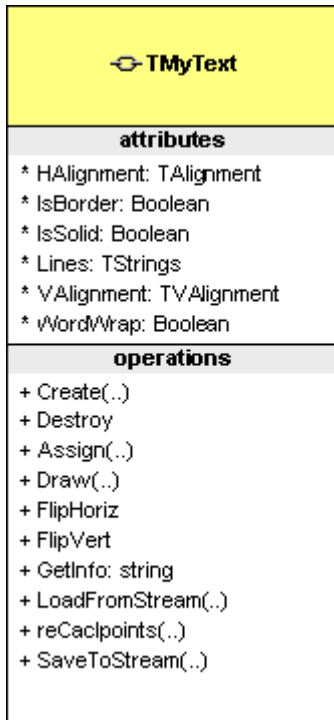 TMyText
attributes
* HAlignment: TAlignment
* IsBorder: Boolean
* IsSolid: Boolean
* Lines: TStrings
* VAlignment: TVAlignment
* WordWrap: Boolean
operations
+ Create(..)
+ Destroy
+ Assign(..)
+ Draw(..)
+ FlipHoriz
+ FlipVert
+ GetInfo: string
+ LoadFromStream(..)
+ reCaclpoints(..)
+ SaveToStream(..)